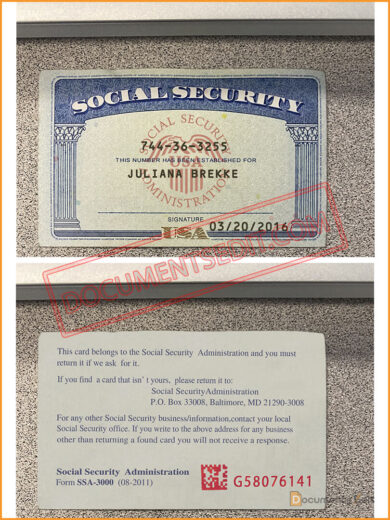 SOCIAL SECURITY
SOCIAL SECURITY
744-36-3255
THIS NUMBER HAS BEEN ESTABLISHED FOR
USA
JULIANA BREKKE
ADMINISTRATION
SIGNATURE
USA 03/20/2016
DOCUMENTSEDIT.COM
This card belongs to the Social Security Administration and you must
return it if we ask for it.
If you find a card that isn't yours, please return it to:
Social SecurityAdministration
P.O. Box 33008, Baltimore, MD 21290-3008
For any other Social Security business/information,contact your local
Social Security office. If you write to the above address for any business
other than returning a found card you will not receive a response.
Social Security Administration
Form SSA-3000 (08-2011)
G58076141
Documents Edit